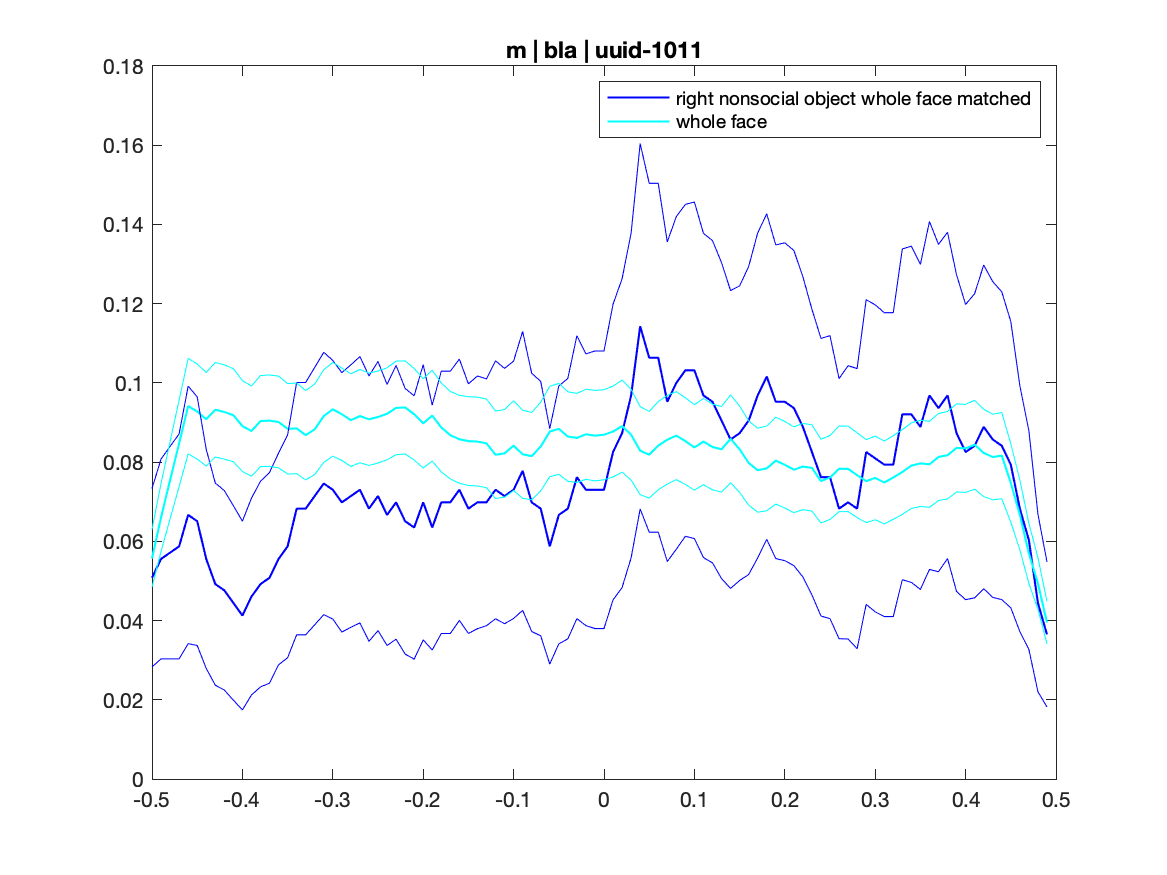 m | bla | uuid-1011
right nonsocial object whole face matched
whole face
0.18
0.16
0.14
0.12
0.1
0.08
0.06
0.04
0.02
0
-0.5 -0.4 -0.3 -0.2 -0.1 0 0.1 0.2 0.3 0.4 0.5